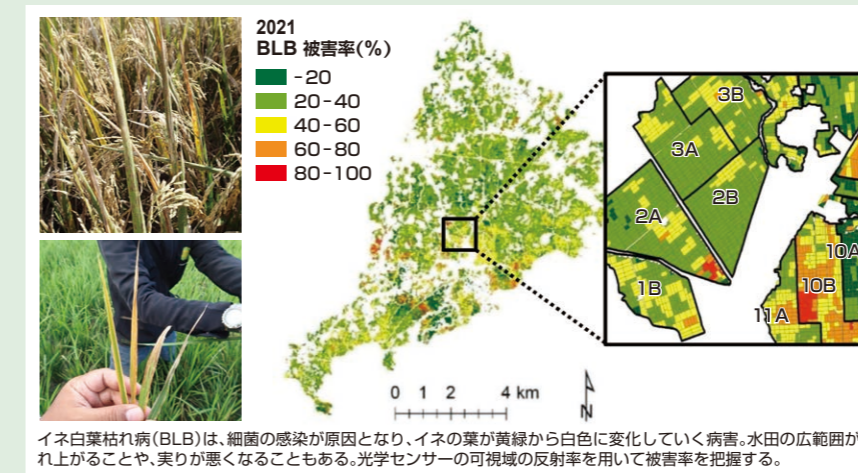 2021
BLB 被害率(%)
-20
20-40
40-60
60-80
80-100
3B
3A
2B
2A
1B
10A
10B
11A
0 1 2 4 km
N
イネ白葉枯れ病(BLB)は、細菌の感染が原因となり、イネの葉が黄緑から白色に変化していく病害。水田の広範囲が
れ上がることや、実りが悪くなることもある。光学センサーの可視域の反射率を用いて被害率を把握する。